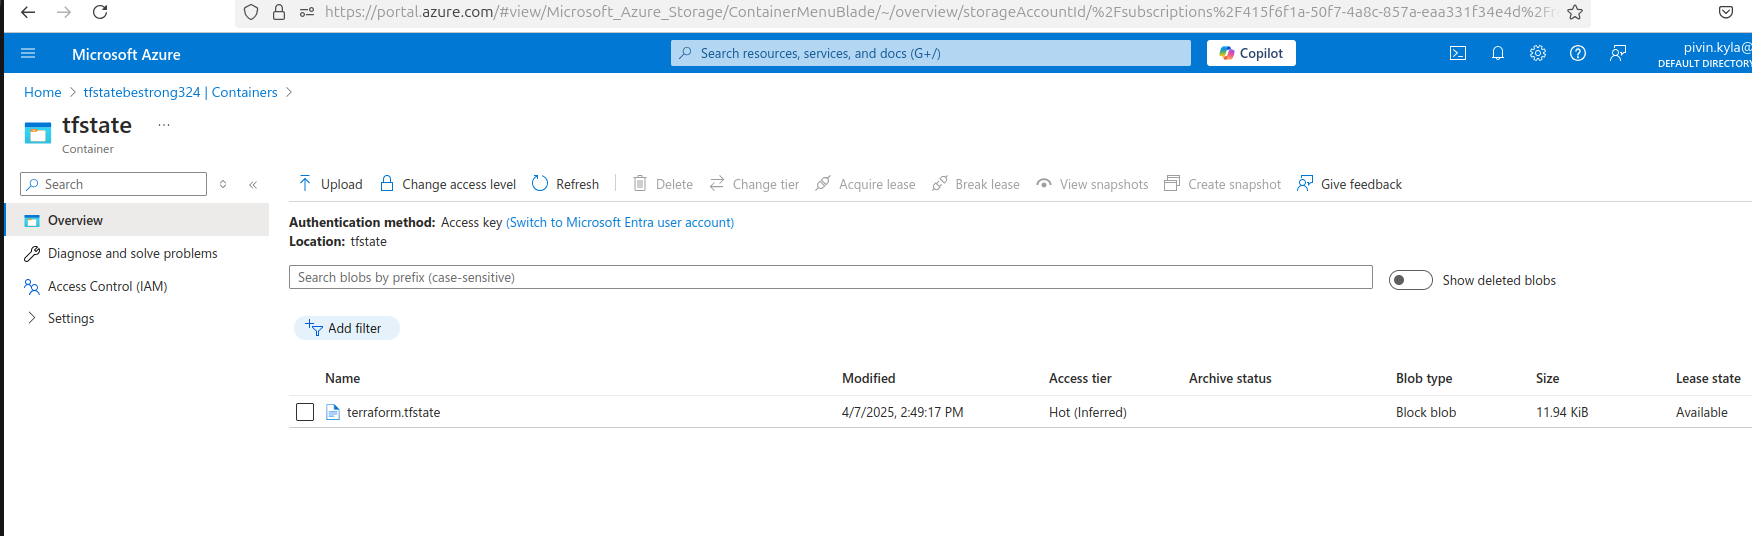 https://portal.azure.com/#view/Microsoft_Azure_Storage/ContainerMenuBlade/~/overview/storageAccountId/%2Fsubscriptions%2F415f6f1a-50f7-4a8c-857a-eaa331f34e4d%2Fr
Microsoft Azure
Search resources, services, and docs (G+/)
Copilot
pivin.kyla@
DEFAULT DIRECTORY
Home > tfstatebestrong324 | Containers >
tfstate ...
Container
Search
Upload Change access level Refresh Delete Change tier Acquire lease Break lease View snapshots Create snapshot Give feedback
Overview
Diagnose and solve problems
Access Control (IAM)
Settings
Authentication method: Access key (Switch to Microsoft Entra user account)
Location: tfstate
Search blobs by prefix (case-sensitive)
Show deleted blobs
Add filter
Name Modified Access tier Archive status Blob type Size Lease state
terraform.tfstate 4/7/2025, 2:49:17 PM Hot (Inferred) Block blob 11.94 KiB Available